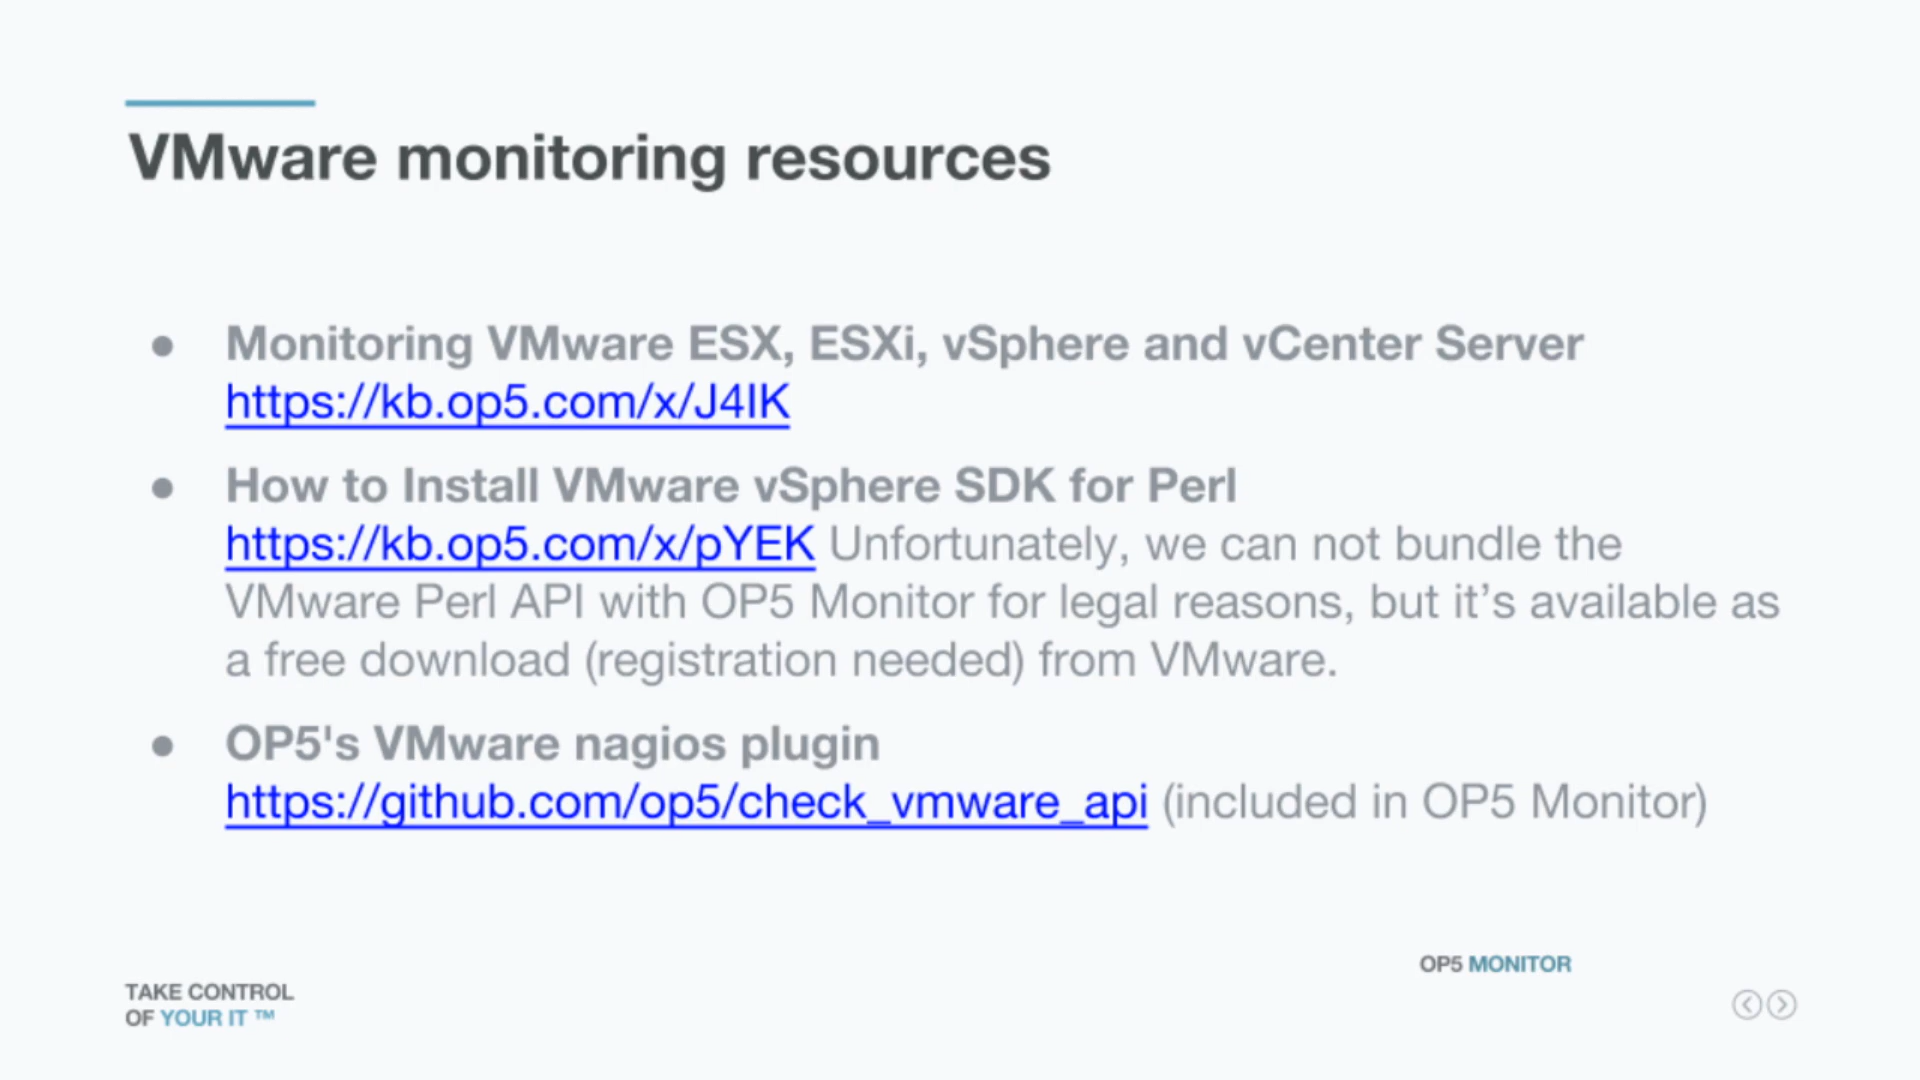 VMware monitoring resources
● Monitoring VMware ESX, ESXi, vSphere and vCenter Server
https://kb.op5.com/x/J4IK
● How to Install VMware vSphere SDK for Perl
https://kb.op5.com/x/pYEK Unfortunately, we can not bundle the
VMware Perl API with OP5 Monitor for legal reasons, but it’s available as
a free download (registration needed) from VMware.
● OP5's VMware nagios plugin
https://github.com/op5/check_vmware_api (included in OP5 Monitor)
OP5 MONITOR
TAKE CONTROL
OF YOUR IT ™